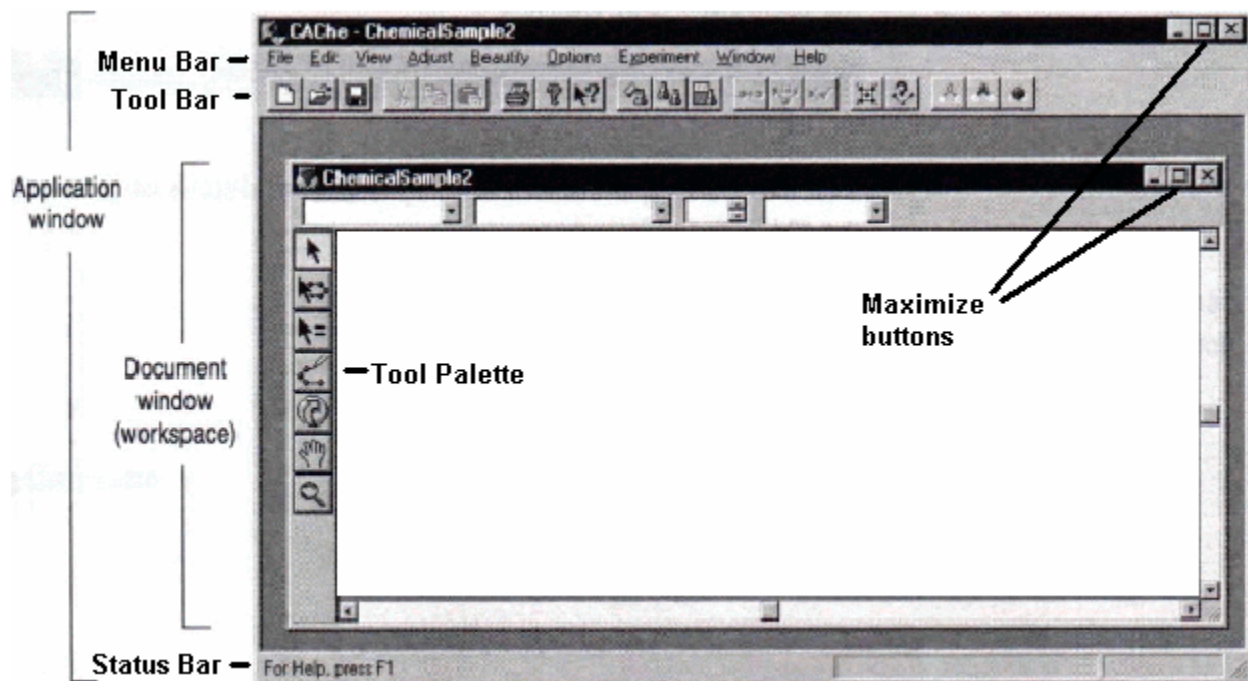 CAChe - ChemicalSample2
Menu Bar
File Edit View Adjust Beautify Options Experiment Window Help
Tool Bar
Application
window
ChemicalSample2
Maximize
buttons
Document
window
(workspace)
Tool Palette
Status Bar
For Help, press F1